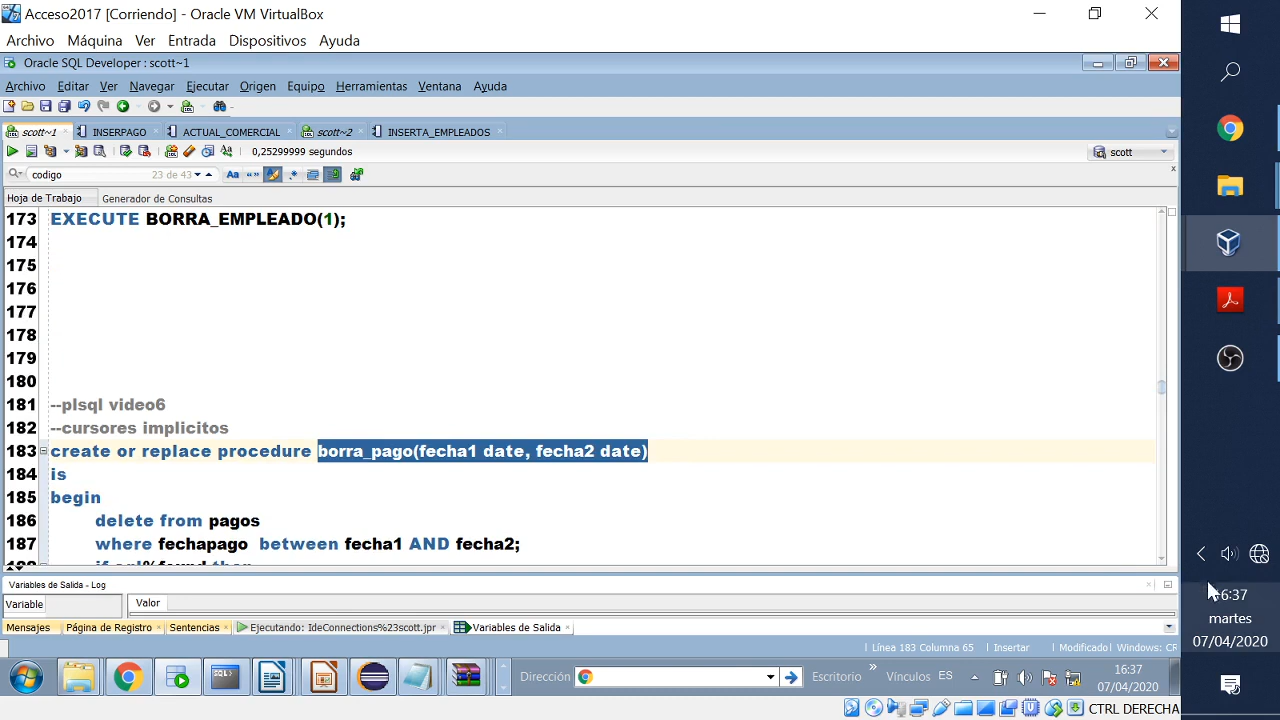 Acceso2017 [Corriendo] - Oracle VM VirtualBox
Archivo Máquina Ver Entrada Dispositivos Ayuda
Oracle SQL Developer : scott~1
Archivo Editar Ver Navegar Ejecutar Origen Equipo Herramientas Ventana Ayuda
scott~1 INSERPAGO ACTUAL_COMERCIAL scott~2 INSERTA_EMPLEADOS
0,25299999 segundos scott
codigo 23 de 43
Hoja de Trabajo Generador de Consultas
173 EXECUTE BORRA_EMPLEADO(1);
174
175
176
177
178
179
180
181 --plsql video6
182 --cursores implicitos
183 create or replace procedure borra_pago(fecha1 date, fecha2 date)
184 is
185 begin
186 delete from pagos
187 where fechapago between fecha1 AND fecha2;
188 if sql%found then
Variables de Salida - Log
Variable Valor
Mensajes Página de Registro Sentencias Ejecutando: IdeConnections%23scott.jpr Variables de Salida
Línea 183 Columna 65 Insertar Modificado Windows: CR
Dirección Escritorio » Vínculos ES 16:37
07/04/2020
CTRL DERECHA
martes
07/04/2020